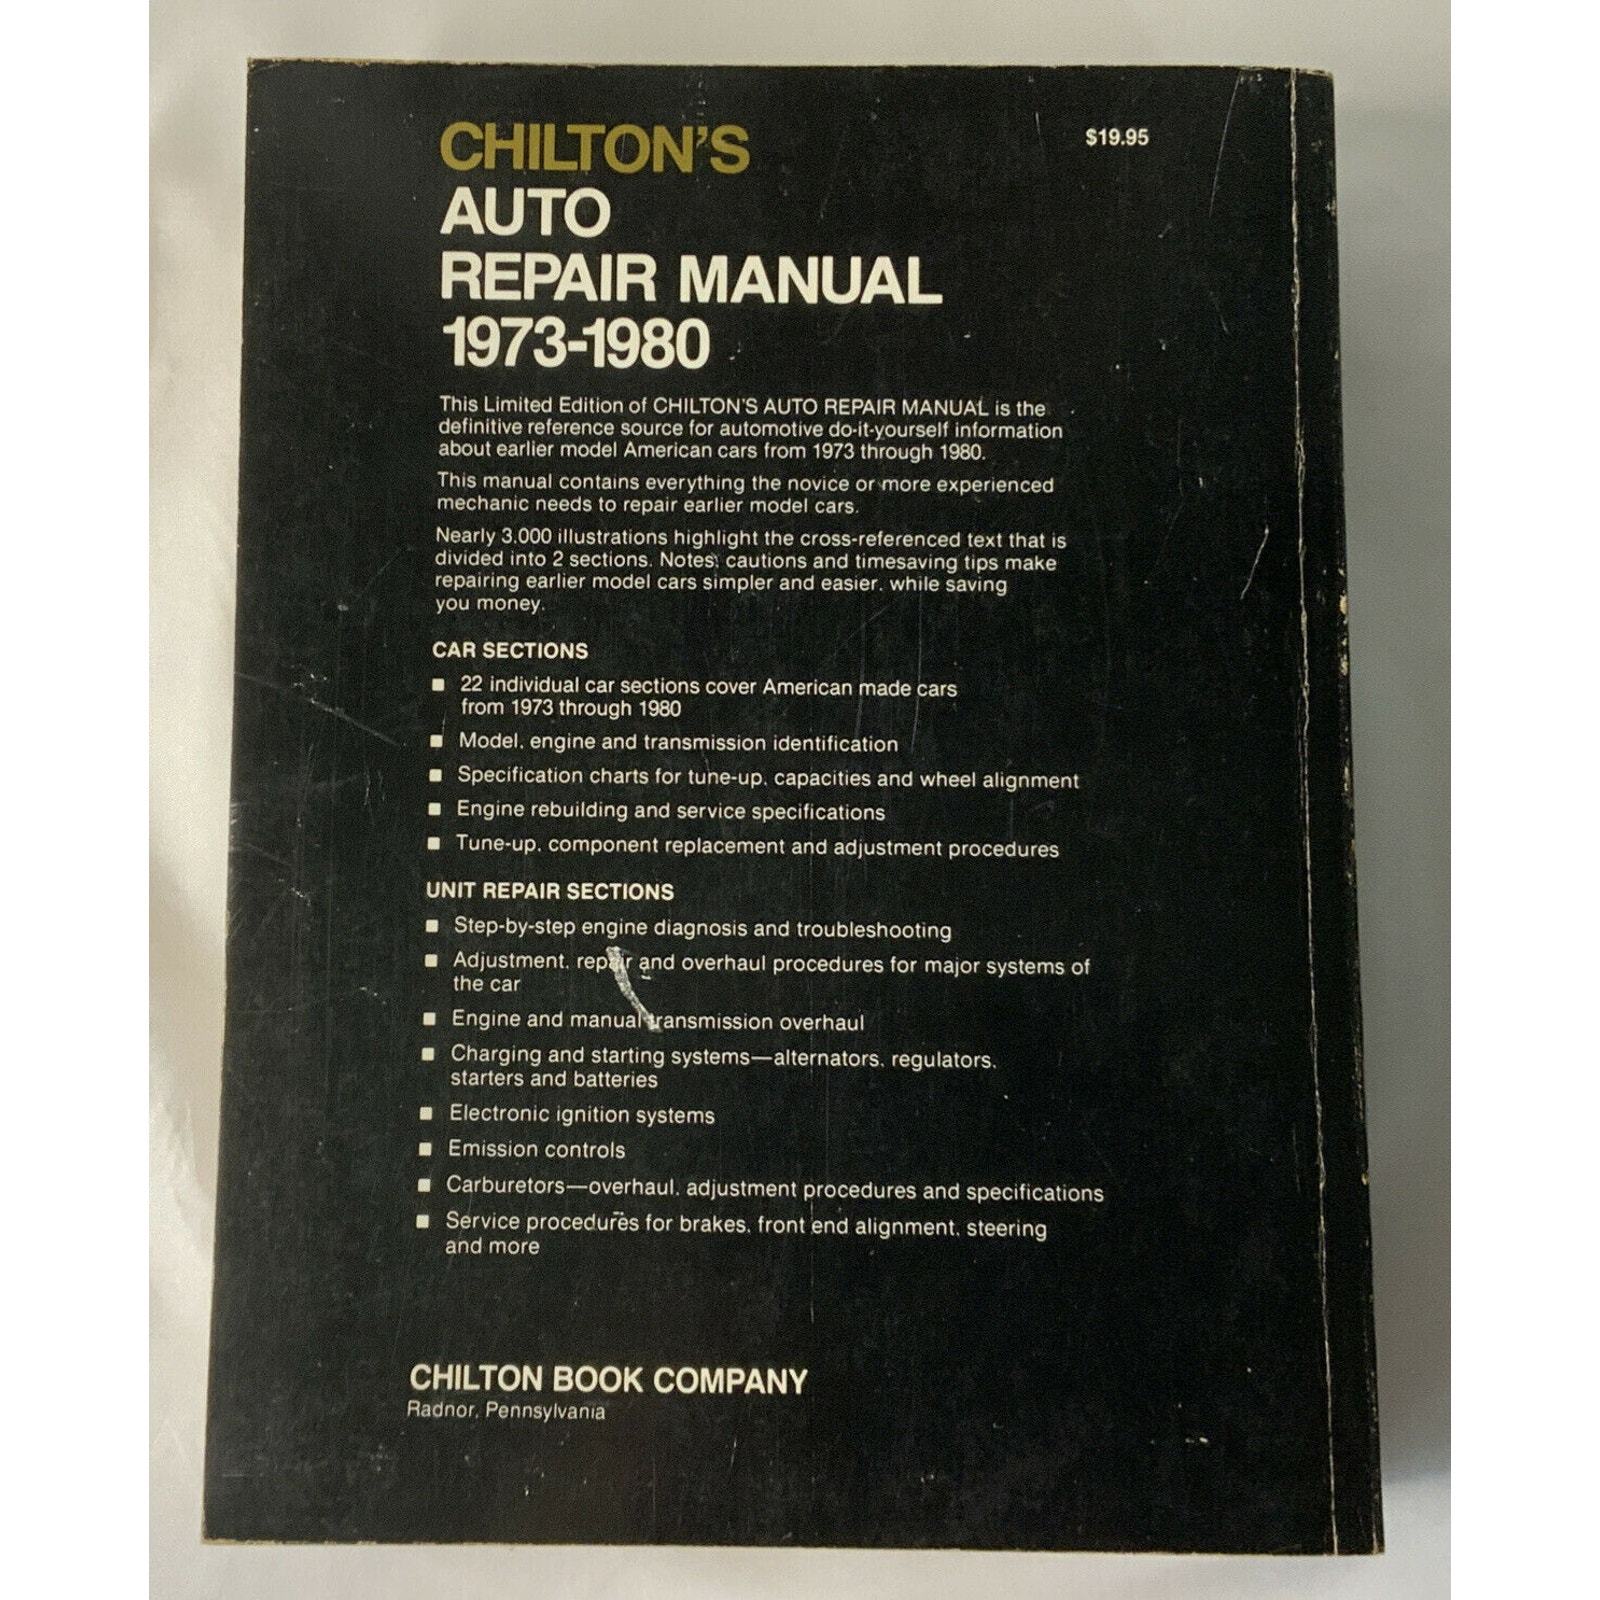 CHILTON'S
$19.95
AUTO
REPAIR MANUAL
1973-1980
This Limited Edition of CHILTON'S AUTO REPAIR MANUAL is the
definitive reference source for automotive do-it-yourself information
about earlier model American cars from 1973 through 1980.
This manual contains everything the novice or more experienced
mechanic needs to repair earlier model cars.
Nearly 3,000 illustrations highlight the cross-referenced text that is
divided into 2 sections. Notes, cautions and timesaving tips make
repairing earlier model cars simpler and easier, while saving
you money.
CAR SECTIONS
■ 22 individual car sections cover American made cars
from 1973 through 1980
■ Model, engine and transmission identification
■ Specification charts for tune-up, capacities and wheel alignment
■ Engine rebuilding and service specifications
■ Tune-up, component replacement and adjustment procedures
UNIT REPAIR SECTIONS
■ Step-by-step engine diagnosis and troubleshooting
■ Adjustment, repair and overhaul procedures for major systems of
the car
■ Engine and manual transmission overhaul
■ Charging and starting systems—alternators, regulators,
starters and batteries
■ Electronic ignition systems
■ Emission controls
■ Carburetors—overhaul, adjustment procedures and specifications
■ Service procedures for brakes, front end alignment, steering
and more
CHILTON BOOK COMPANY
Radnor, Pennsylvania